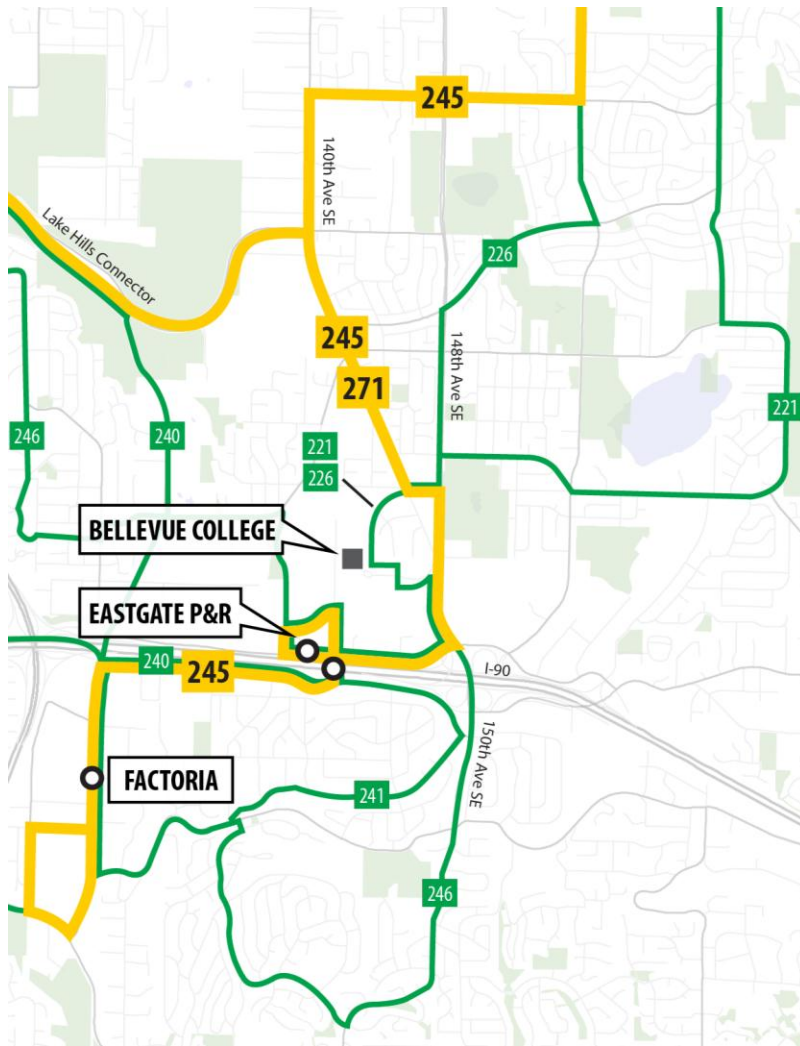 245
140th Ave SE
Lake Hills Connector
226
245
148th Ave SE
271
221
246
240
221
226
BELLEVUE COLLEGE
EASTGATE P&R
240
245
I-90
150th Ave SE
FACTORIA
241
246